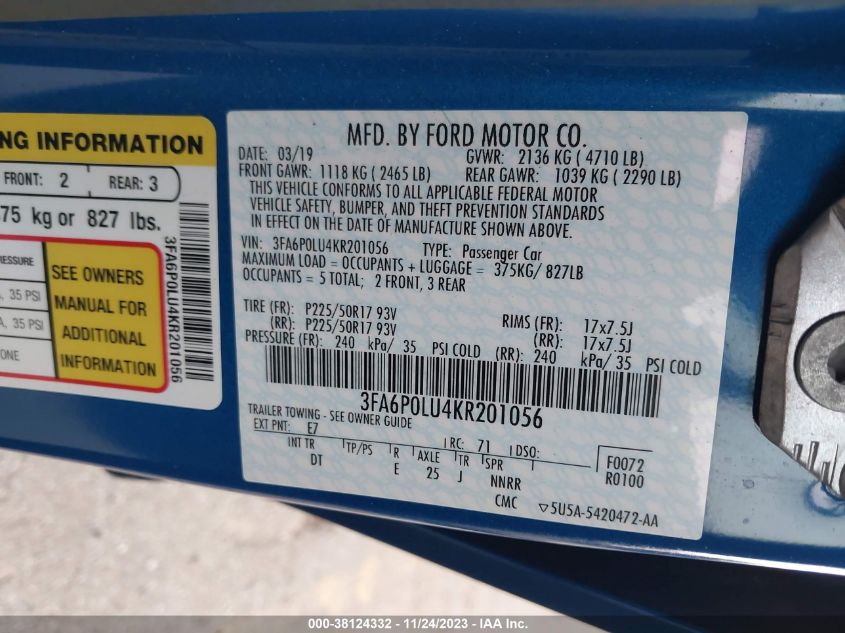 NG INFORMATION
FRONT: 2 REAR: 3
75 kg or 827 lbs.
RESSURE
35 PSI
35 PSI
ONE
SEE OWNERS
MANUAL FOR
ADDITIONAL
INFORMATION
3FA6P0LU4KR201056
MFD. BY FORD MOTOR CO.
DATE: 03/19 GVWR: 2136 KG ( 4710 LB)
FRONT GAWR: 1118 KG ( 2465 LB) REAR GAWR: 1039 KG ( 2290 LB)
THIS VEHICLE CONFORMS TO ALL APPLICABLE FEDERAL MOTOR
VEHICLE SAFETY, BUMPER, AND THEFT PREVENTION STANDARDS
IN EFFECT ON THE DATE OF MANUFACTURE SHOWN ABOVE.
VIN: 3FA6P0LU4KR201056 TYPE: Passenger Car
MAXIMUM LOAD = OCCUPANTS + LUGGAGE = 375KG/ 827LB
OCCUPANTS = 5 TOTAL; 2 FRONT, 3 REAR
TIRE (FR): P225/50R17 93V RIMS (FR): 17x7.5J
(RR): P225/50R17 93V (RR): 17x7.5J
PRESSURE (FR): 240 kPa/ 35 PSI COLD (RR): 240 kPa/ 35 PSI COLD
3FA6P0LU4KR201056
TRAILER TOWING - SEE OWNER GUIDE
EXT PNT: E7 RC: 71 DSO: F0072
INT TR TP/PS R AXLE TR SPR R0100
DT E 25 J NNRR
CMC ▽5U5A-5420472-AA
000-38124332 - 11/24/2023 - IAA Inc.